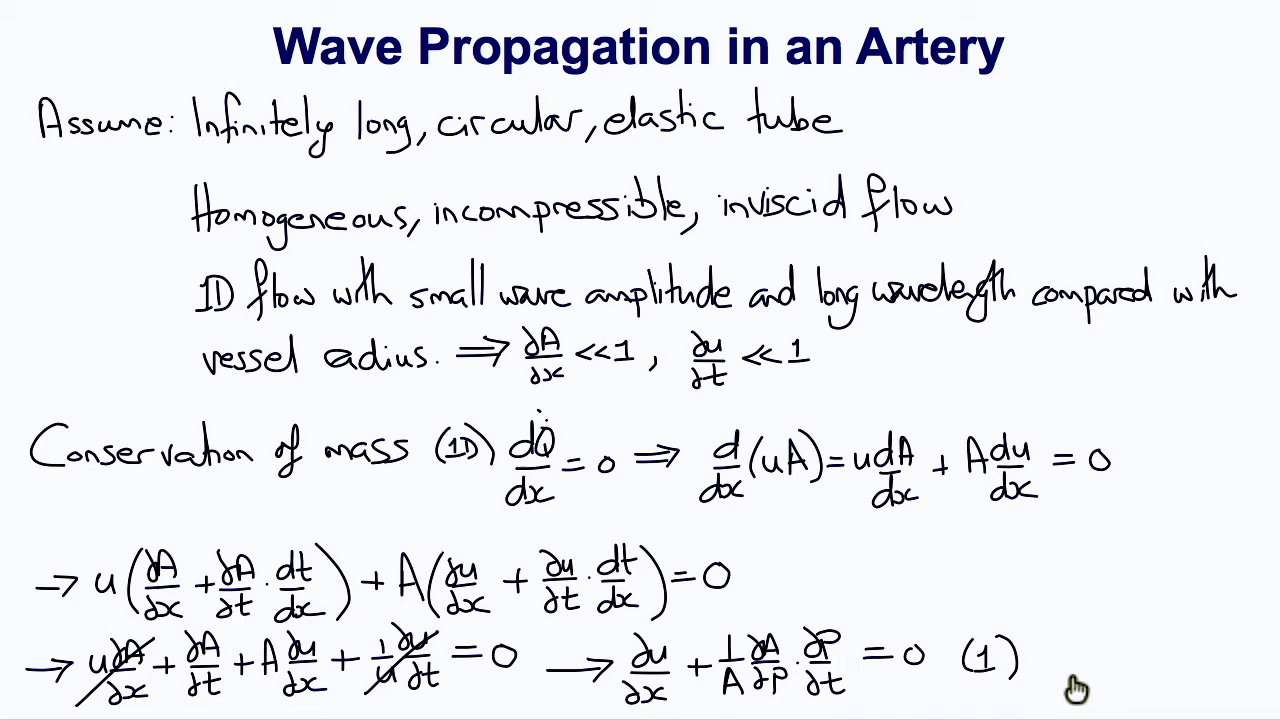 Wave Propagation in an Artery
Assume: Infinitely long, circular, elastic tube
Homogeneous, incompressible, inviscid flow
1D flow with small wave amplitude and long wavelength compared with
vessel radius. ⟹ ∂A/∂x <<1, ∂u/∂t << 1
Conservation of mass (1D) dQ̇/dx = 0 ⟹ d/dx (uA) = u dA/dx + A du/dx = 0
→ u(∂A/∂x + ∂A/∂t · dt/dx) + A(∂u/∂x + ∂u/∂t · dt/dx) = 0
→ u ∂A/∂x + ∂A/∂t + A ∂u/∂x + 1/u ∂u/∂t = 0 → ∂u/∂x + 1/A ∂A/∂P · ∂P/∂t = 0 (1)